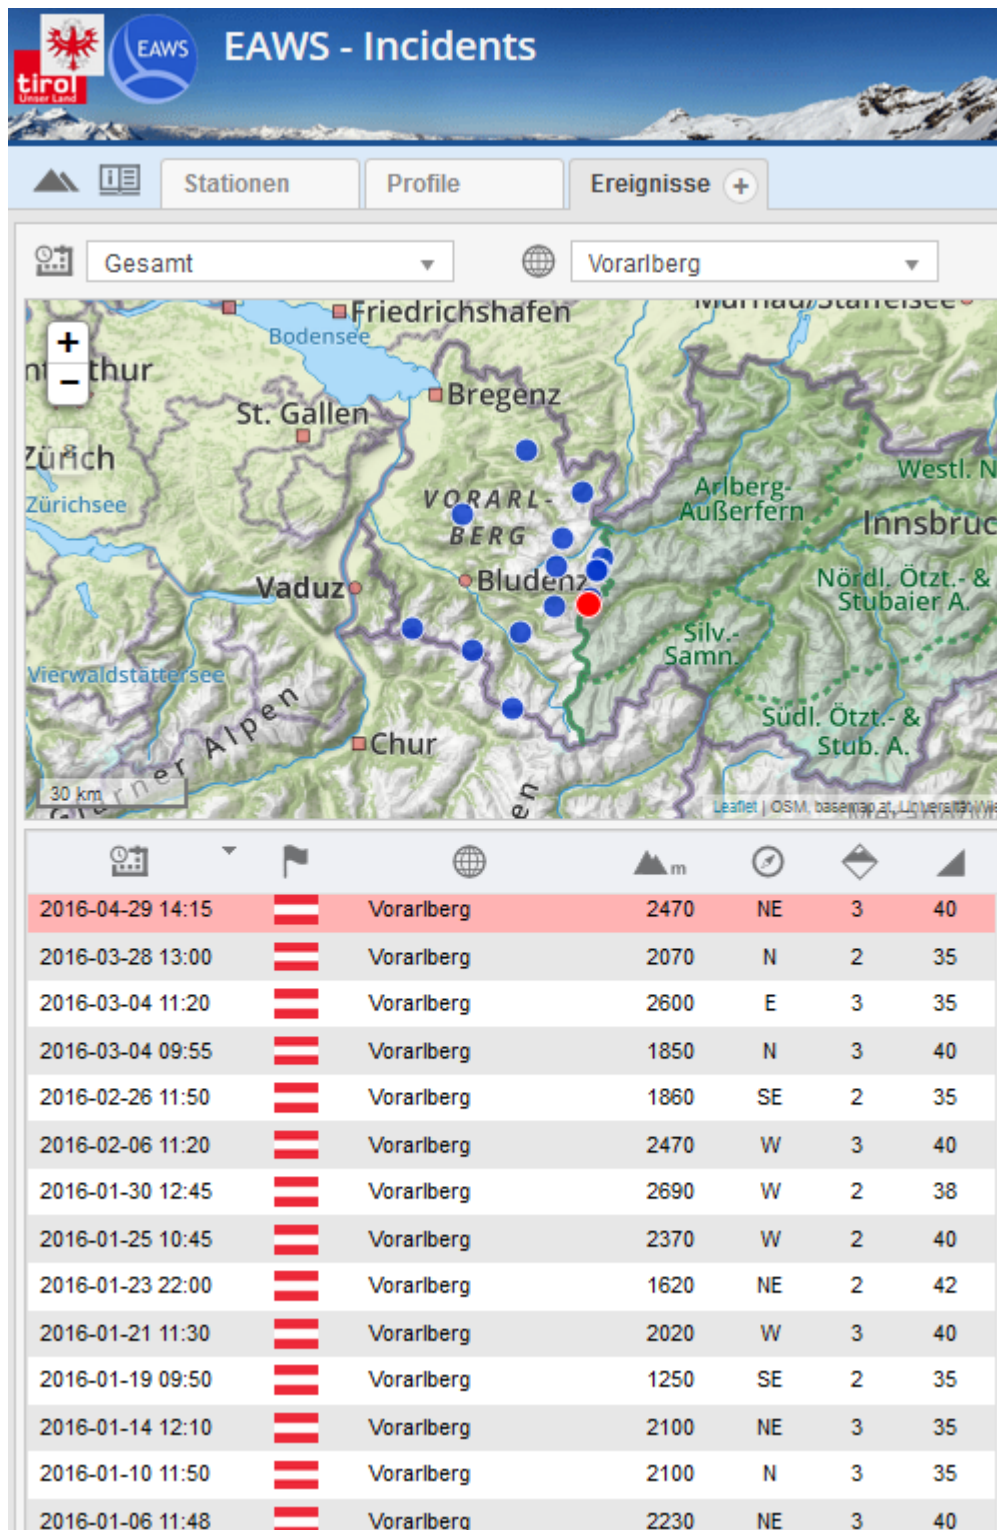 EAWS - Incidents
EAWS
tirol
Unser Land
Stationen
Profile
Ereignisse +
Gesamt
Vorarlberg
+
−
Friedrichshafen
Bodensee
thur
Bregenz
St. Gallen
Zürich
Zürichsee
VORARL-
BERG
Arlberg-
Außerfern
Westl. N
Innsbruc
Vaduz
Bludenz
Nördl. Ötzt.- &
Stubaier A.
Silv.-
Samn.
Vierwaldstättersee
Alpen
Südl. Ötzt.- &
Stub. A.
Chur
en
30 km
Leaflet | OSM, basemap.at, Universität Wie
m
2016-04-29 14:15 Vorarlberg 2470 NE 3 40
2016-03-28 13:00 Vorarlberg 2070 N 2 35
2016-03-04 11:20 Vorarlberg 2600 E 3 35
2016-03-04 09:55 Vorarlberg 1850 N 3 40
2016-02-26 11:50 Vorarlberg 1860 SE 2 35
2016-02-06 11:20 Vorarlberg 2470 W 3 40
2016-01-30 12:45 Vorarlberg 2690 W 2 38
2016-01-25 10:45 Vorarlberg 2370 W 2 40
2016-01-23 22:00 Vorarlberg 1620 NE 2 42
2016-01-21 11:30 Vorarlberg 2020 W 3 40
2016-01-19 09:50 Vorarlberg 1250 SE 2 35
2016-01-14 12:10 Vorarlberg 2100 NE 3 35
2016-01-10 11:50 Vorarlberg 2100 N 3 35
2016-01-06 11:48 Vorarlberg 2230 NE 3 40